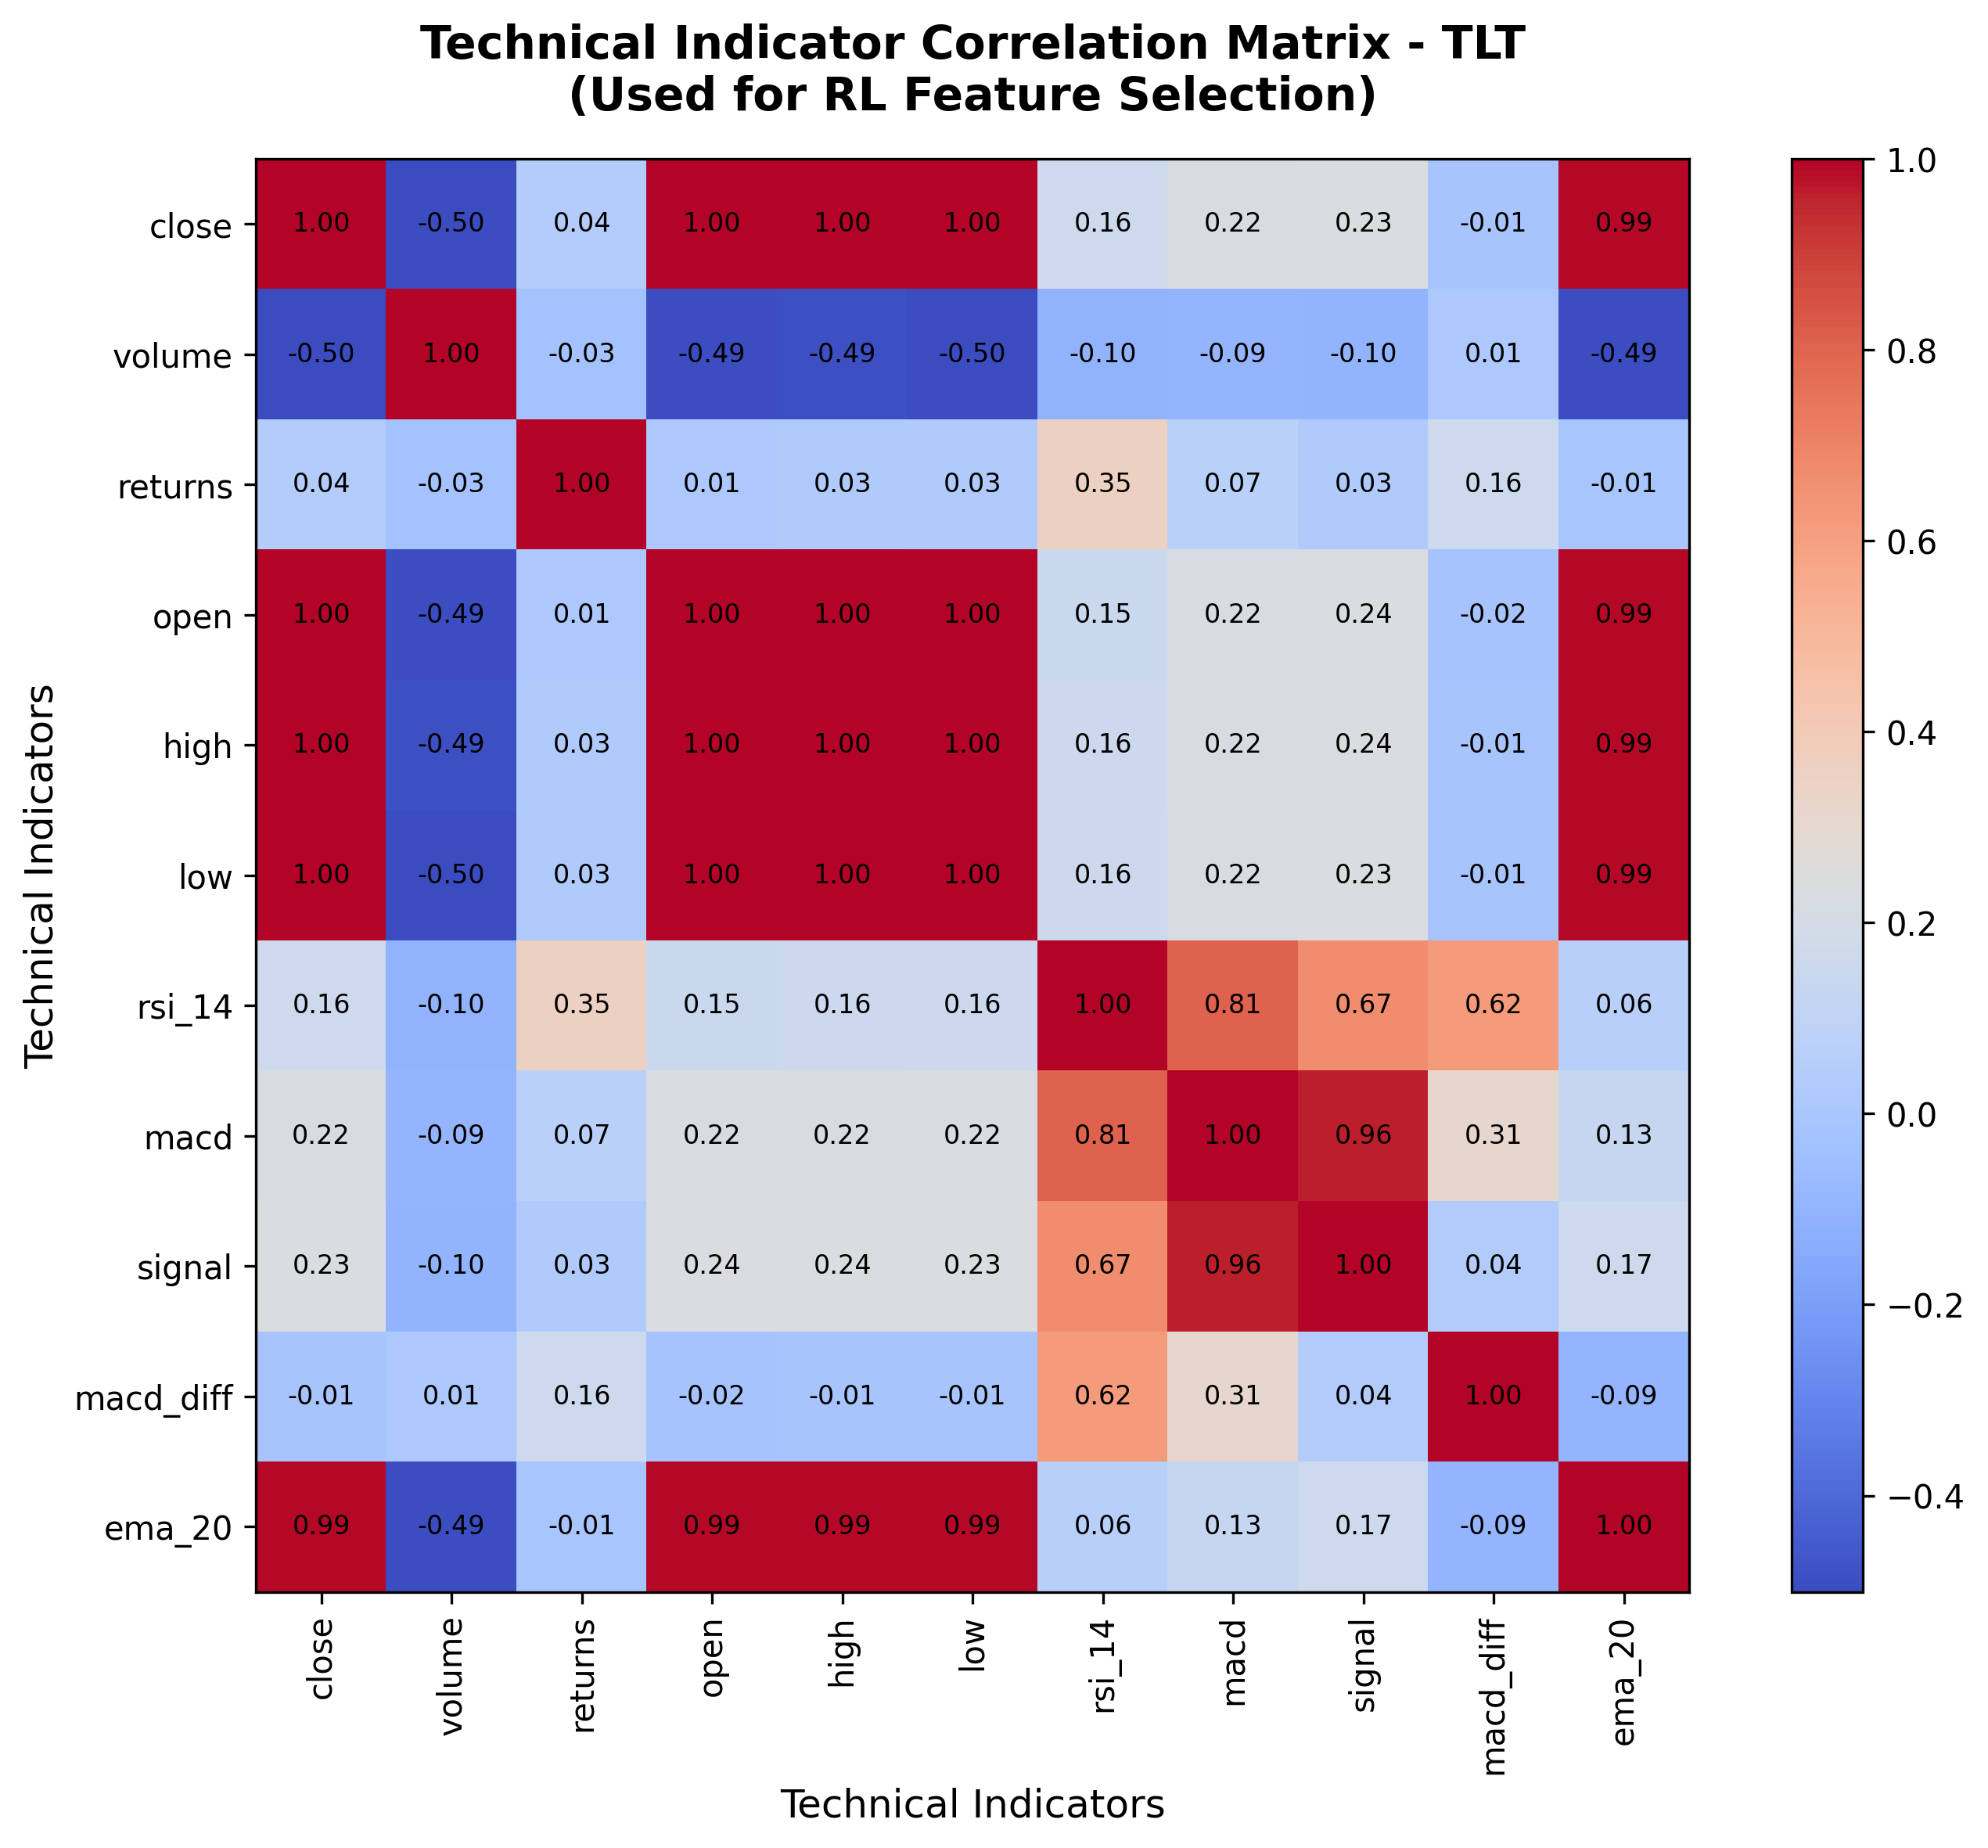 Technical Indicator Correlation Matrix - TLT
(Used for RL Feature Selection)
Technical Indicators
close 1.00 -0.50 0.04 1.00 1.00 1.00 0.16 0.22 0.23 -0.01 0.99
volume -0.50 1.00 -0.03 -0.49 -0.49 -0.50 -0.10 -0.09 -0.10 0.01 -0.49
returns 0.04 -0.03 1.00 0.01 0.03 0.03 0.35 0.07 0.03 0.16 -0.01
open 1.00 -0.49 0.01 1.00 1.00 1.00 0.15 0.22 0.24 -0.02 0.99
high 1.00 -0.49 0.03 1.00 1.00 1.00 0.16 0.22 0.24 -0.01 0.99
low 1.00 -0.50 0.03 1.00 1.00 1.00 0.16 0.22 0.23 -0.01 0.99
rsi_14 0.16 -0.10 0.35 0.15 0.16 0.16 1.00 0.81 0.67 0.62 0.06
macd 0.22 -0.09 0.07 0.22 0.22 0.22 0.81 1.00 0.96 0.31 0.13
signal 0.23 -0.10 0.03 0.24 0.24 0.23 0.67 0.96 1.00 0.04 0.17
macd_diff -0.01 0.01 0.16 -0.02 -0.01 -0.01 0.62 0.31 0.04 1.00 -0.09
ema_20 0.99 -0.49 -0.01 0.99 0.99 0.99 0.06 0.13 0.17 -0.09 1.00
close volume returns open high low rsi_14 macd signal macd_diff ema_20
Technical Indicators
1.0
0.8
0.6
0.4
0.2
0.0
−0.2
−0.4